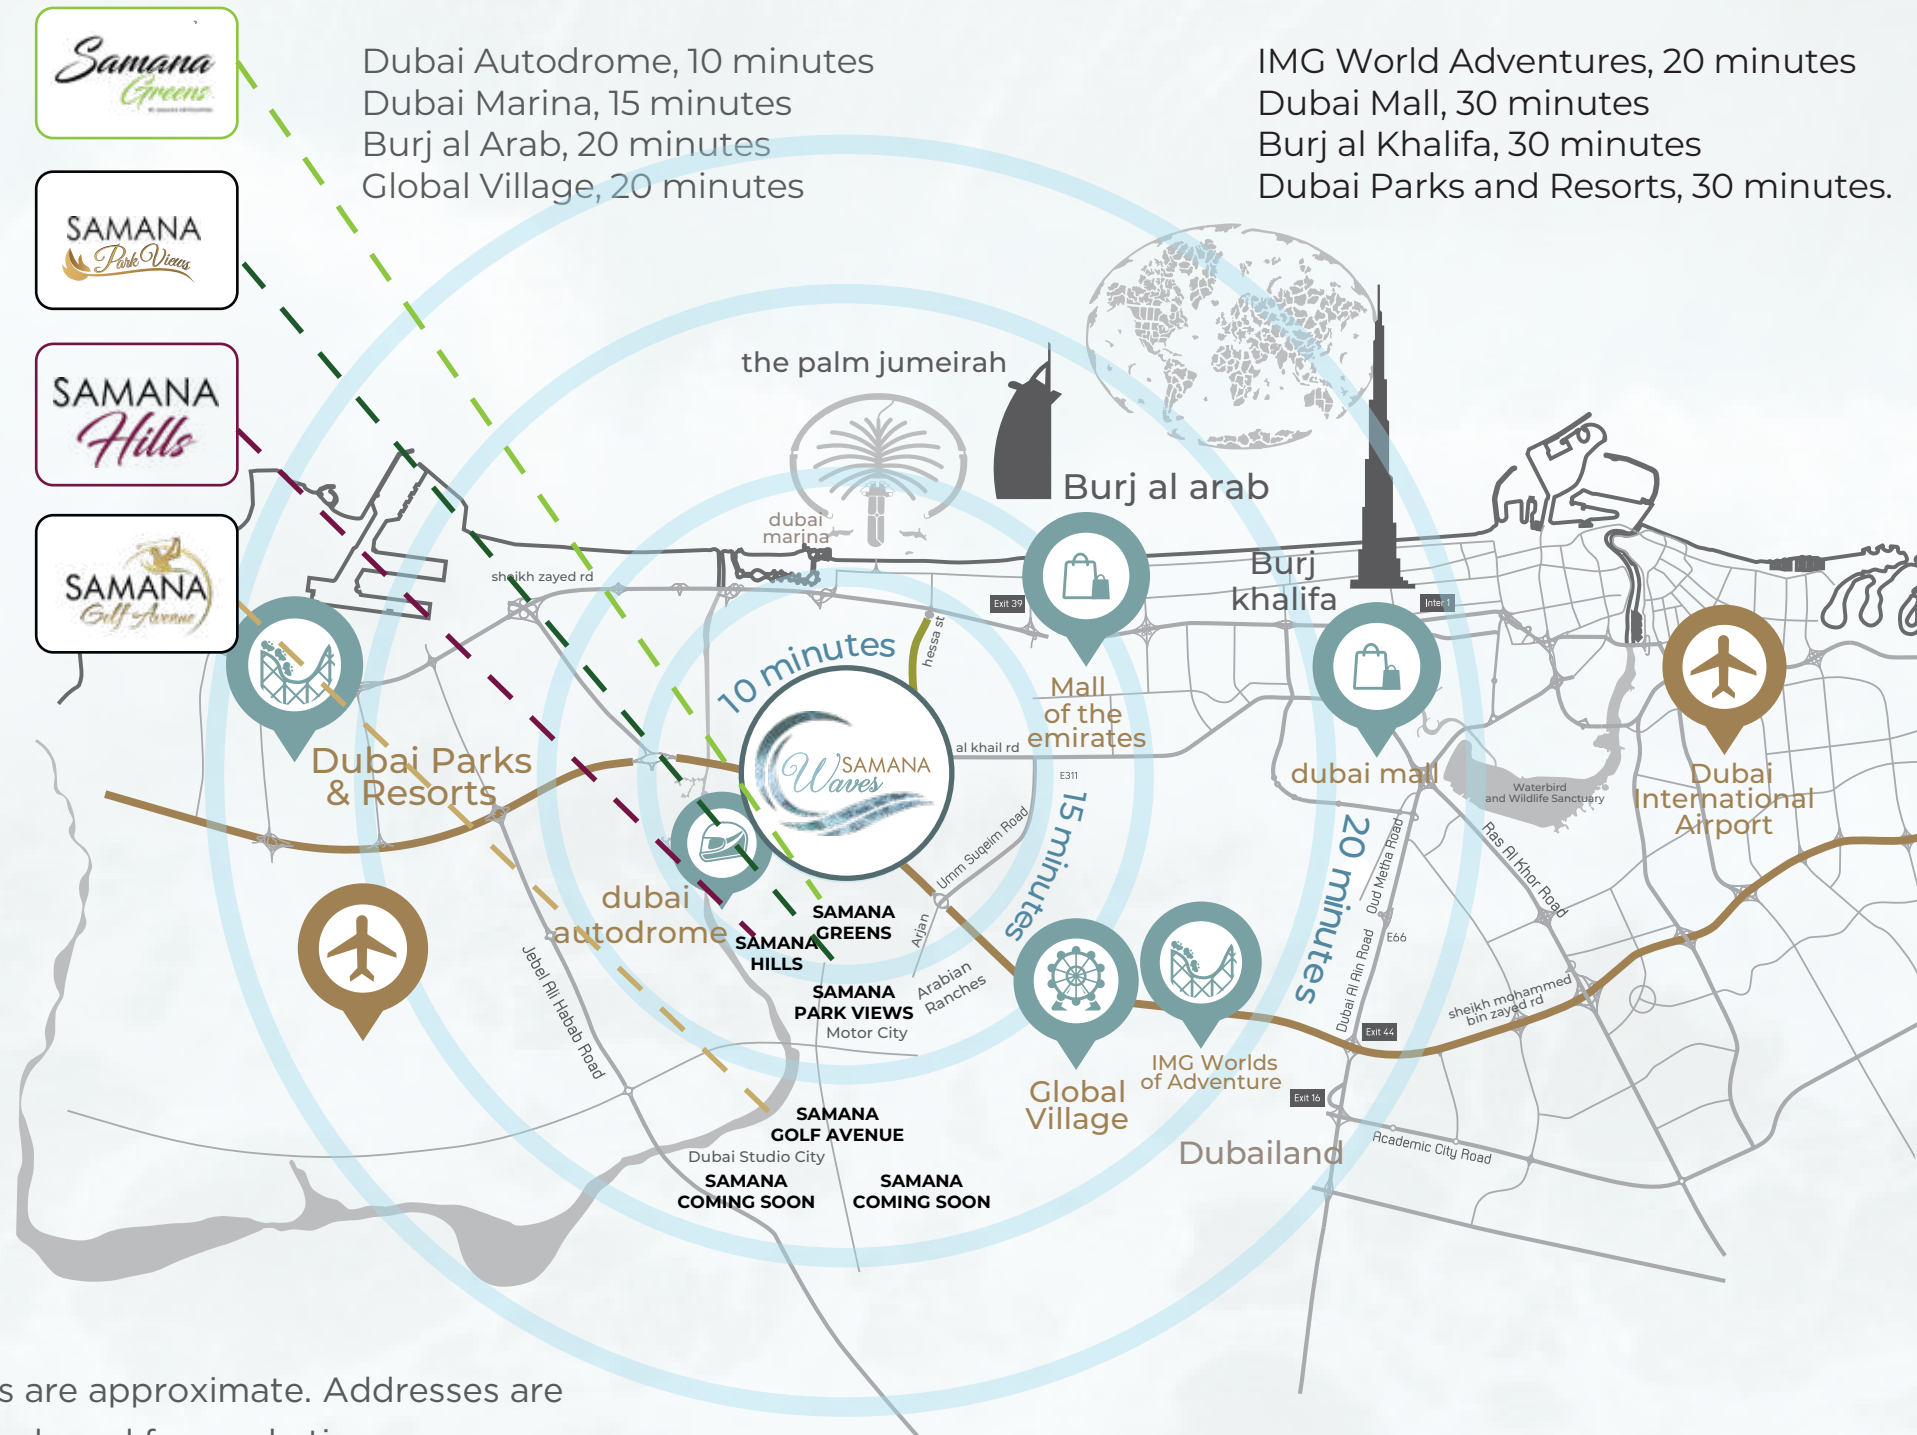 Samana
Greens
Dubai Autodrome, 10 minutes
Dubai Marina, 15 minutes
Burj al Arab, 20 minutes
Global Village, 20 minutes
IMG World Adventures, 20 minutes
Dubai Mall, 30 minutes
Burj al Khalifa, 30 minutes
Dubai Parks and Resorts, 30 minutes.
SAMANA
Park Views
SAMANA
Hills
SAMANA
Golf Avenue
the palm jumeirah
Burj al arab
dubai
marina
sheikh zayed rd
Exit 39
Burj
khalifa
Inter 1
hessa st
10 minutes
Mall
of the
emirates
al khail rd
SAMANA
Waves
E311
15 minutes
Umm Suqeim Road
Dubai Parks
& Resorts
dubai mall
Waterbird
and Wildlife Sanctuary
Dubai
International
Airport
20 minutes
Oud Metha Road
Ras Al Khor Road
dubai
autodrome
SAMANA
GREENS
SAMANA
HILLS
Arjan
Arabian
Ranches
SAMANA
PARK VIEWS
Motor City
Jebel Ali Habab Road
E66
Dubai Al Ain Road
sheikh mohammed
bin zayed rd
Exit 44
IMG Worlds
of Adventure
Global
Village
Exit 16
Dubailand
Academic City Road
SAMANA
GOLF AVENUE
Dubai Studio City
SAMANA
COMING SOON
SAMANA
COMING SOON
s are approximate. Addresses are